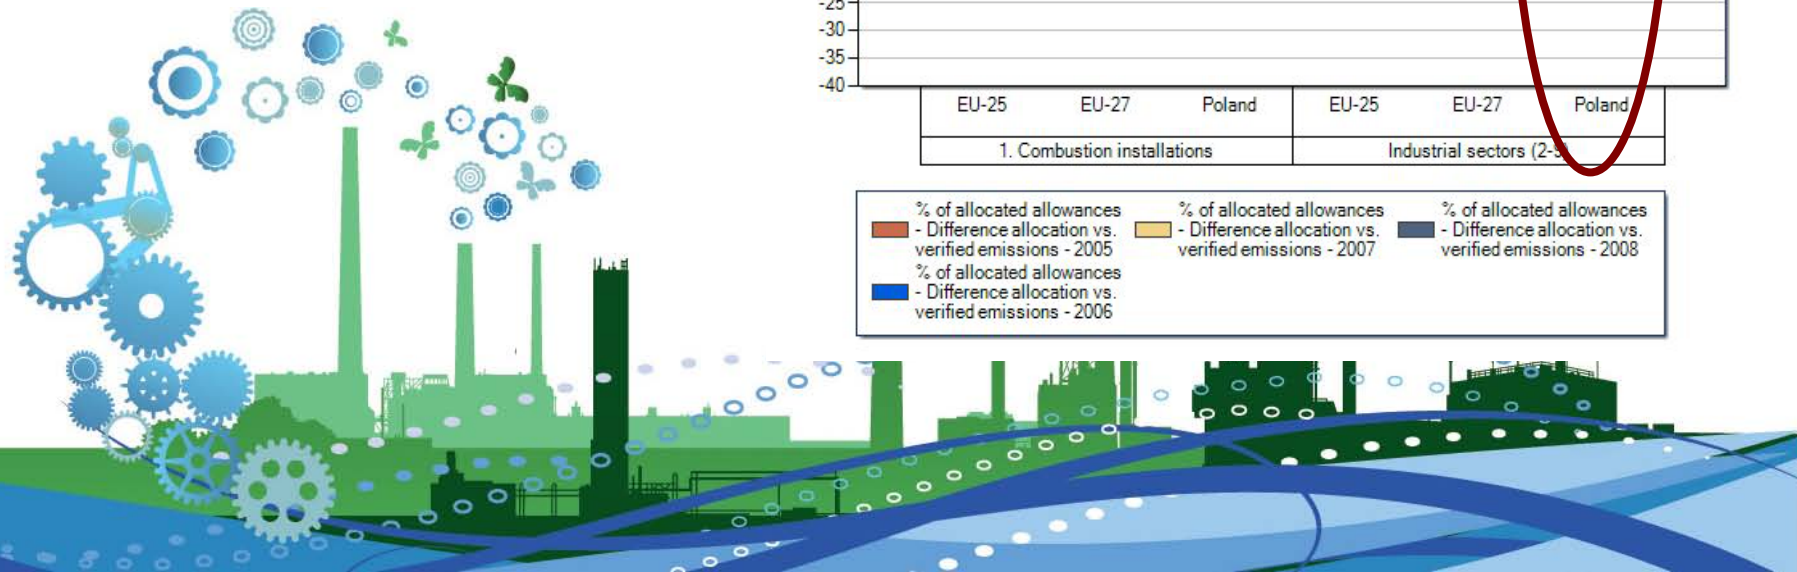 -25
-30
-35
-40
EU-25 EU-27 Poland EU-25 EU-27 Poland
1. Combustion installations Industrial sectors (2-9)
% of allocated allowances
- Difference allocation vs.
verified emissions - 2005
% of allocated allowances
- Difference allocation vs.
verified emissions - 2007
% of allocated allowances
- Difference allocation vs.
verified emissions - 2008
% of allocated allowances
- Difference allocation vs.
verified emissions - 2006